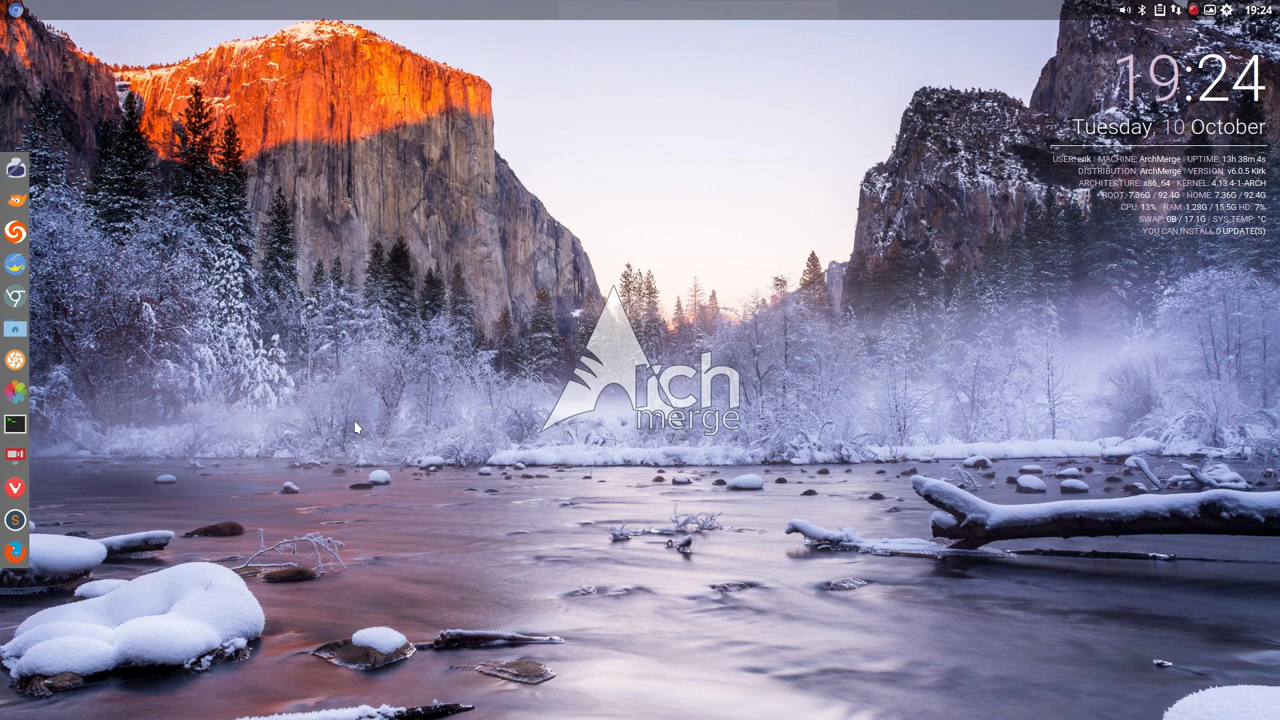 19:24
19:24
Tuesday 10 October
USER: erik | MACHINE: ArchMerge | UPTIME: 13h 38m 4s
DISTRIBUTION: ArchMerge | VERSION: v6.0.5 Kirk
ARCHITECTURE: x86_64 | KERNEL: 4.13.4-1-ARCH
ROOT: 7.36G / 92.4G | HOME: 7.36G / 92.4G
CPU: 13% | RAM: 1.28G / 15.5G HD: 7%
SWAP: 0B / 17.1G | SYS TEMP: °C
YOU CAN INSTALL 0 UPDATE(S)
Arch
merge